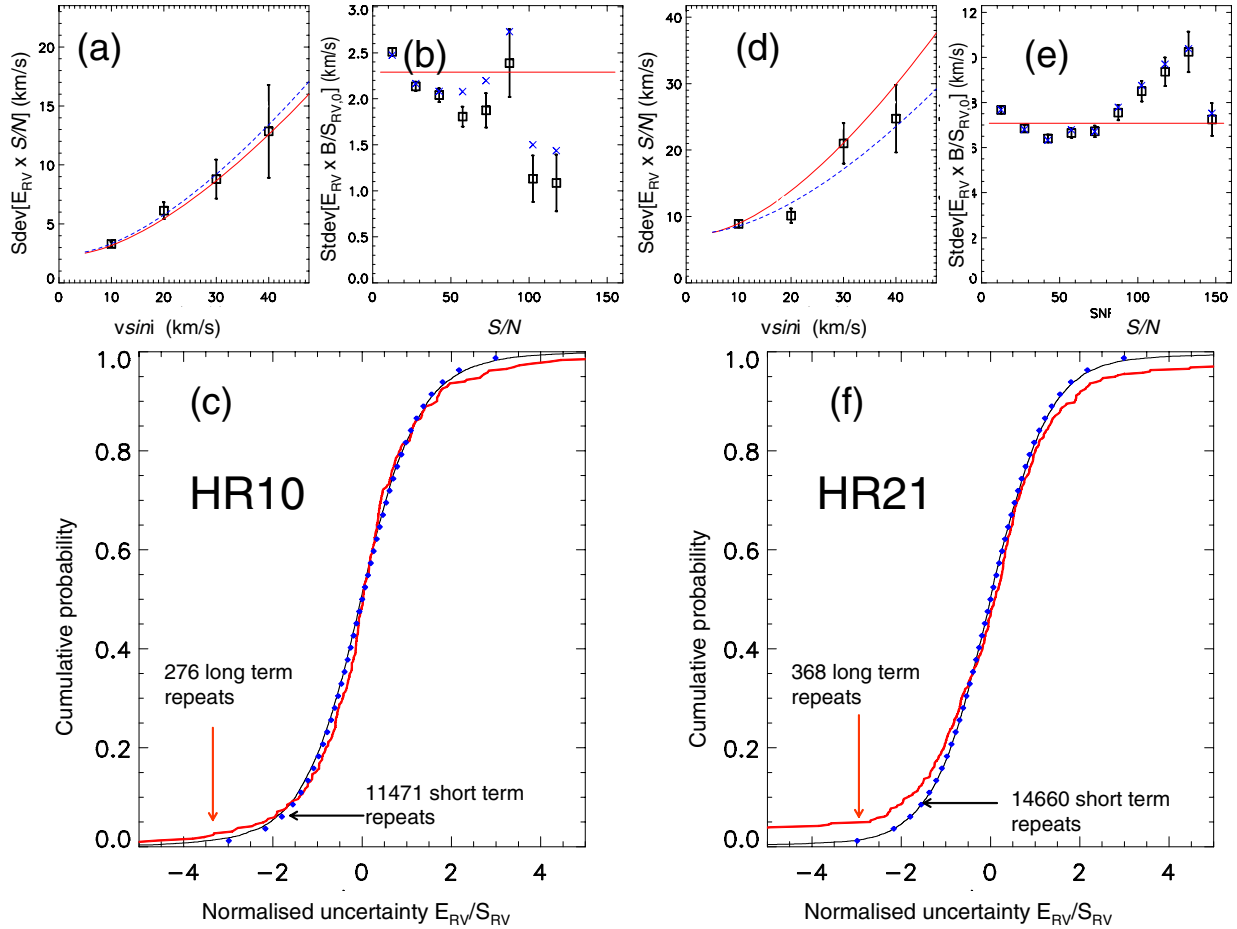 (a)
Sdev[E_RV x S/N] (km/s)
20
15
10
5
0
0 10 20 30 40
vsini (km/s)
(b)
Stdev[E_RV x B/S_RV,0] (km/s)
3.0
2.5
2.0
1.5
1.0
0.5
0.0
0 50 100 150
S/N
(d)
Sdev[E_RV x S/N] (km/s)
40
30
20
10
0
0 10 20 30 40
vsini (km/s)
(e)
Stdev[E_RV x B/S_RV,0] (km/s)
12
10
8
6
4
2
0
0 50 100 150
SNF
S/N
(c)
HR10
Cumulative probability
1.0
0.8
0.6
0.4
0.2
0.0
276 long term
repeats
11471 short term
repeats
−4 −2 0 2 4
Normalised uncertainty E_RV/S_RV
(f)
HR21
Cumulative probability
1.0
0.8
0.6
0.4
0.2
0.0
368 long term
repeats
14660 short term
repeats
−4 −2 0 2 4
Normalised uncertainty E_RV/S_RV